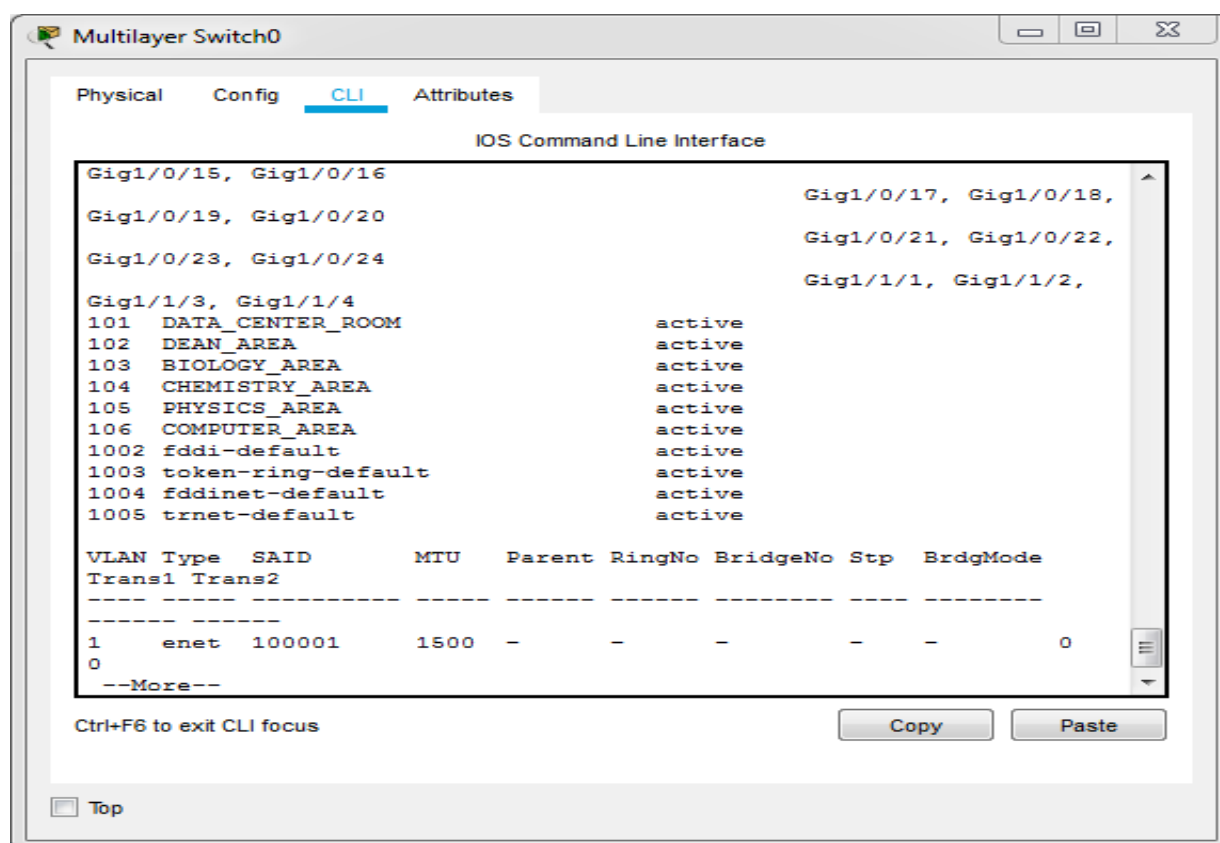 Multilayer Switch0
Physical Config CLI Attributes
IOS Command Line Interface
Gig1/0/15, Gig1/0/16
Gig1/0/17, Gig1/0/18,
Gig1/0/19, Gig1/0/20
Gig1/0/21, Gig1/0/22,
Gig1/0/23, Gig1/0/24
Gig1/1/1, Gig1/1/2,
Gig1/1/3, Gig1/1/4
101 DATA_CENTER_ROOM active
102 DEAN_AREA active
103 BIOLOGY_AREA active
104 CHEMISTRY_AREA active
105 PHYSICS_AREA active
106 COMPUTER_AREA active
1002 fddi-default active
1003 token-ring-default active
1004 fddinet-default active
1005 trnet-default active
VLAN Type SAID MTU Parent RingNo BridgeNo Stp BrdgMode
Trans1 Trans2
---- ----- ---------- ----- ------ ------ -------- ---- --------
------ ------
1 enet 100001 1500 - - - - - 0
0
--More--
Ctrl+F6 to exit CLI focus
Copy Paste
Top